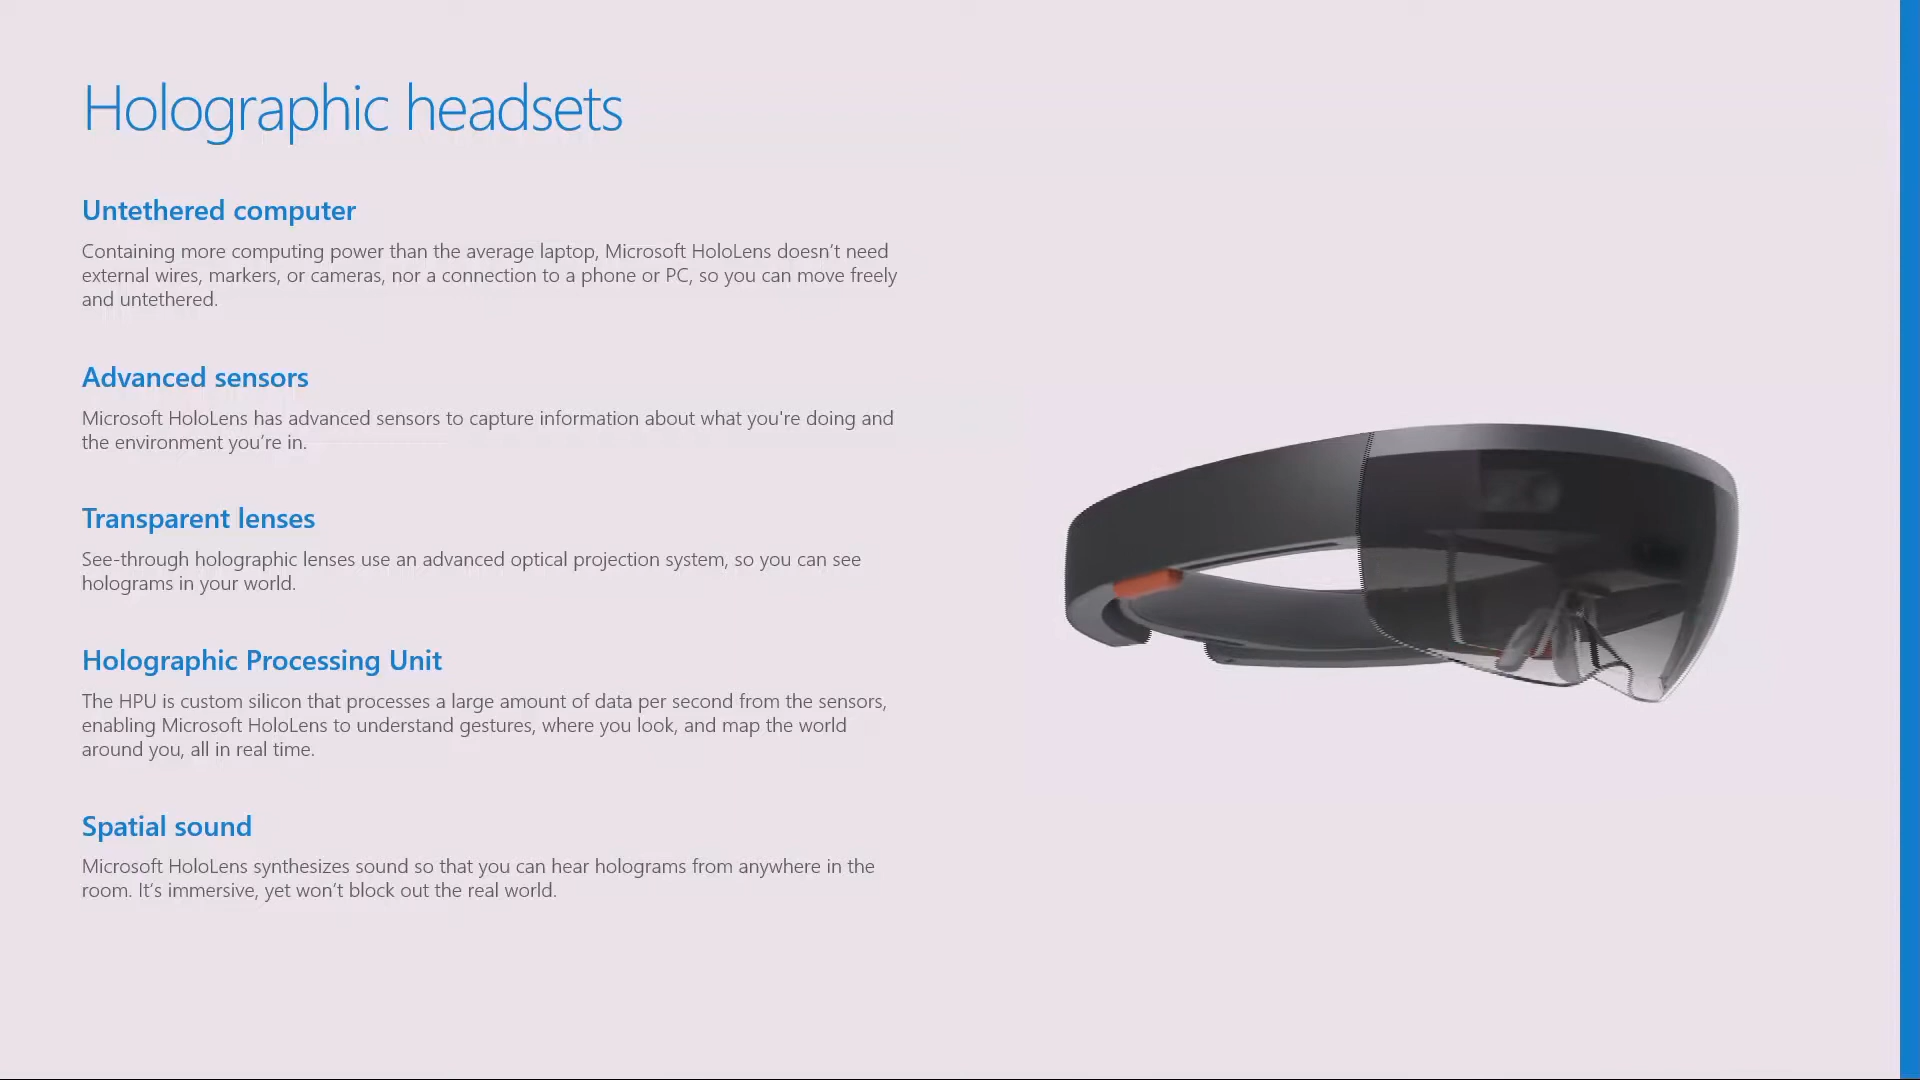 Holographic headsets
Untethered computer
Containing more computing power than the average laptop, Microsoft HoloLens doesn’t need
external wires, markers, or cameras, nor a connection to a phone or PC, so you can move freely
and untethered.
Advanced sensors
Microsoft HoloLens has advanced sensors to capture information about what you're doing and
the environment you’re in.
Transparent lenses
See-through holographic lenses use an advanced optical projection system, so you can see
holograms in your world.
Holographic Processing Unit
The HPU is custom silicon that processes a large amount of data per second from the sensors,
enabling Microsoft HoloLens to understand gestures, where you look, and map the world
around you, all in real time.
Spatial sound
Microsoft HoloLens synthesizes sound so that you can hear holograms from anywhere in the
room. It’s immersive, yet won’t block out the real world.